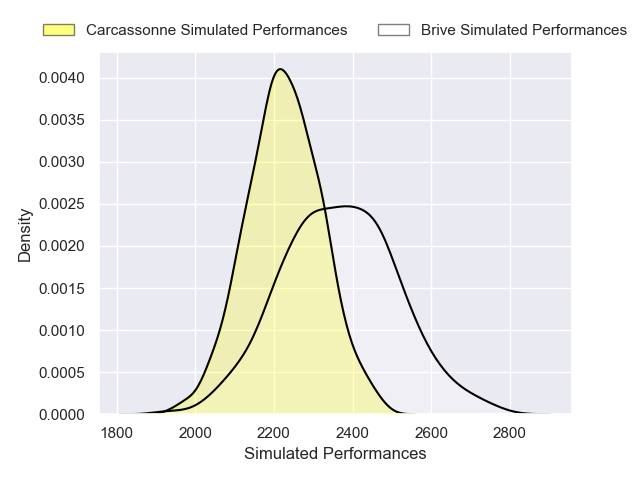 Carcassonne Simulated Performances
Brive Simulated Performances
0.0040
0.0035
0.0030
0.0025
0.0020
0.0015
0.0010
0.0005
0.0000
Density
1800 2000 2200 2400 2600 2800
Simulated Performances